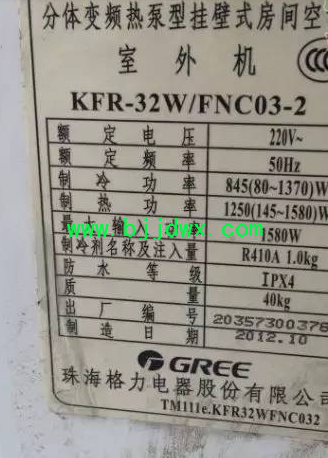 分体变频热泵型挂壁式房间空
室外机
KFR-32W/FNC03-2
额定电压 220V~
额定频率 50Hz
制冷功率 845(80~1370)W
制热功率 1250(145~1580)W
最大输入功率 1580W
www.bjjdwx.com
制冷剂名称及注入量 R410A 1.0kg
防水等级 IPX4
质量 40kg
出厂编号 2035730037
制造日期 2012.10
GREE
珠海格力电器股份有限公司
TM111e.KFR32WFNC032